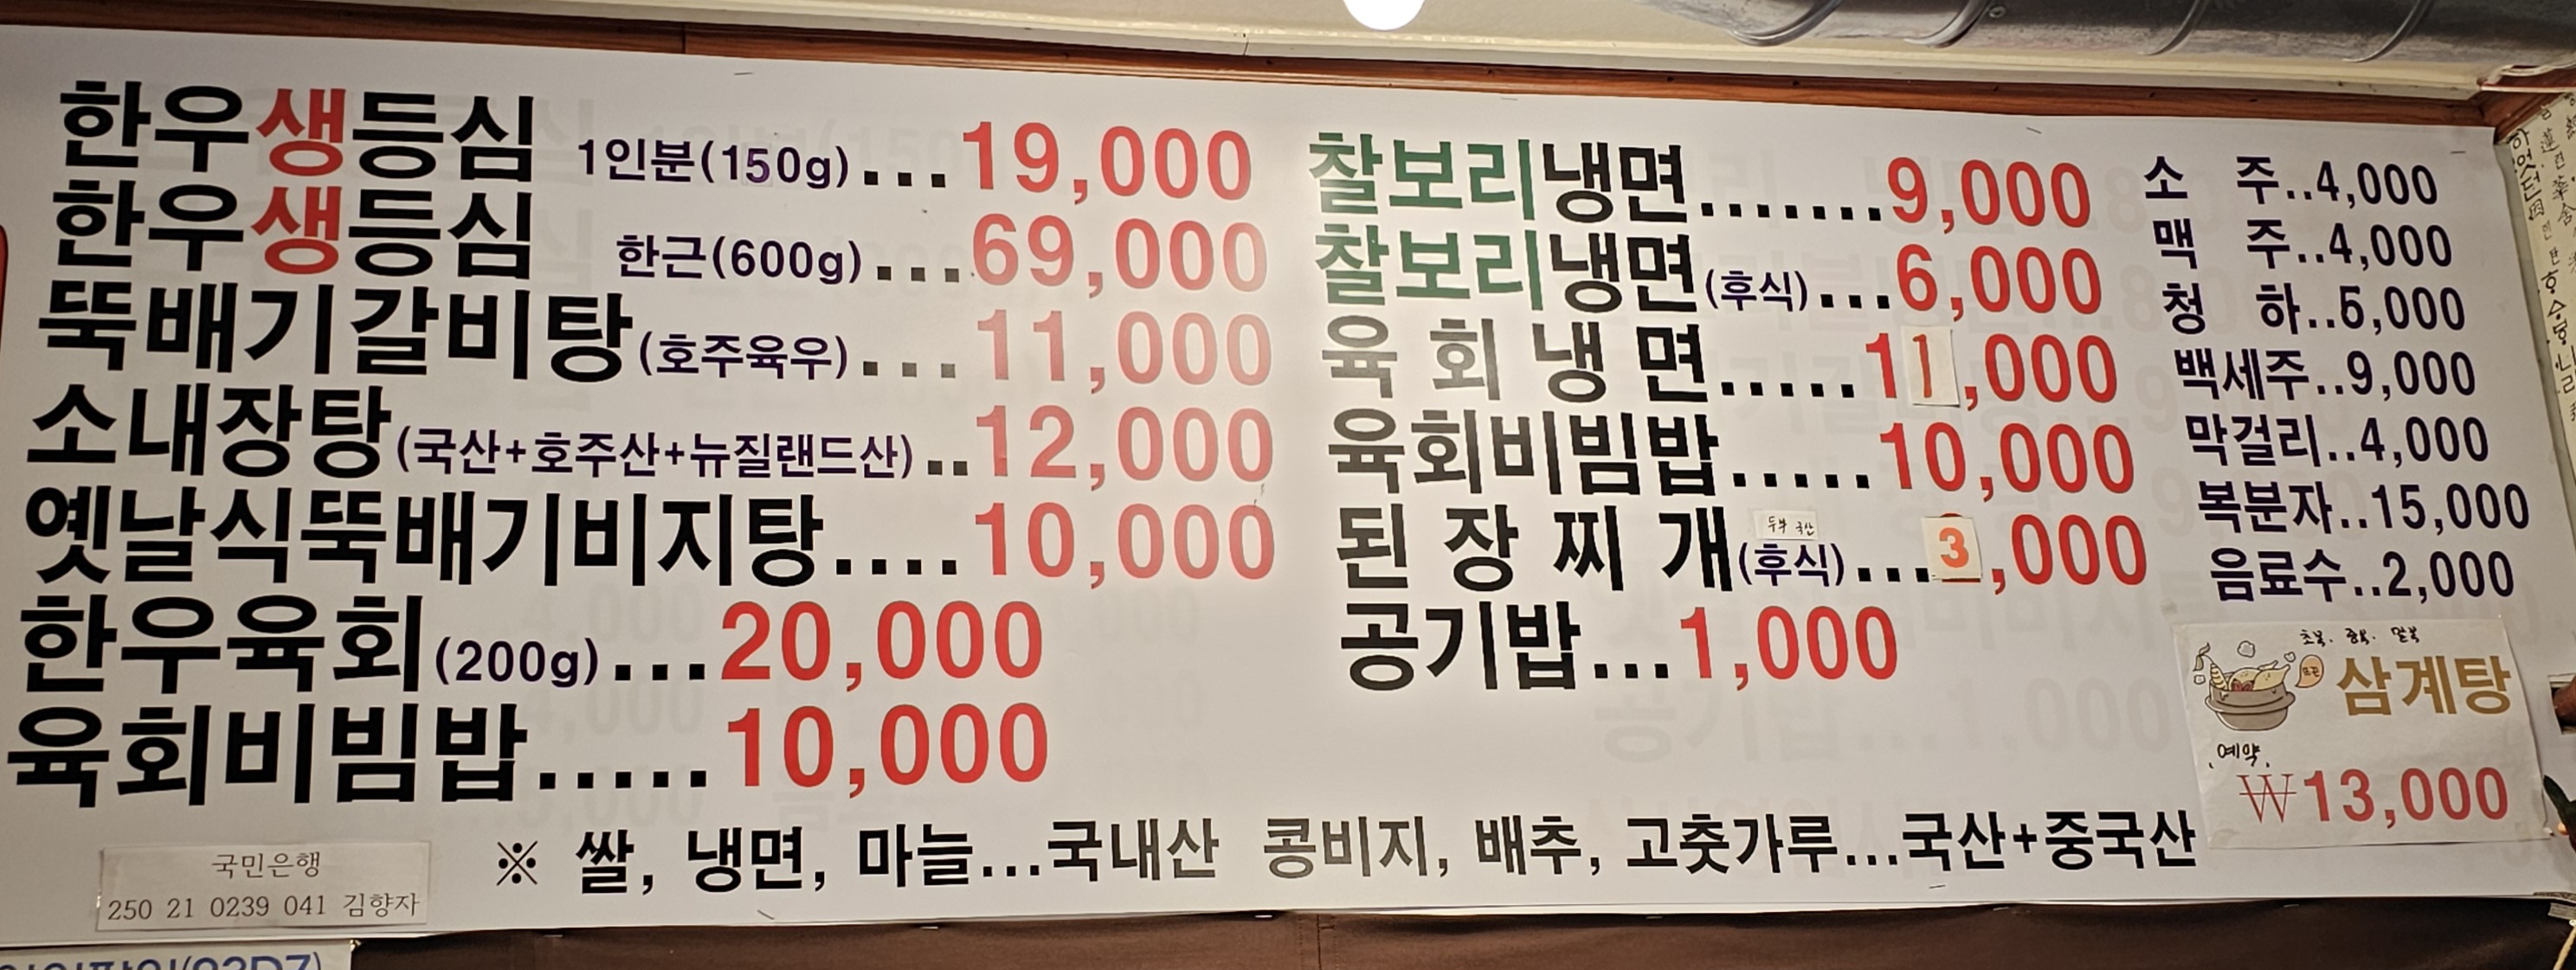 한우생등심 1인분(150g)...19,000
한우생등심 한근(600g)...69,000
뚝배기갈비탕(호주육우)...11,000
소내장탕(국산+호주산+뉴질랜드산)..12,000
옛날식뚝배기비지탕....10,000
한우육회(200g)...20,000
육회비빔밥.....10,000
찰보리냉면.......9,000
찰보리냉면(후식)...6,000
육 회 냉 면.....11,000
육회비빔밥.....10,000
두부 국산
된 장 찌 개(후식)...3,000
공기밥...1,000
소 주..4,000
맥 주..4,000
청 하..5,000
백세주..9,000
막걸리..4,000
복분자..15,000
음료수..2,000
초복. 중복. 말복
삼계탕
예약
₩13,000
※ 쌀, 냉면, 마늘...국내산 콩비지, 배추, 고춧가루...국산+중국산
국민은행
250 21 0239 041 김향자